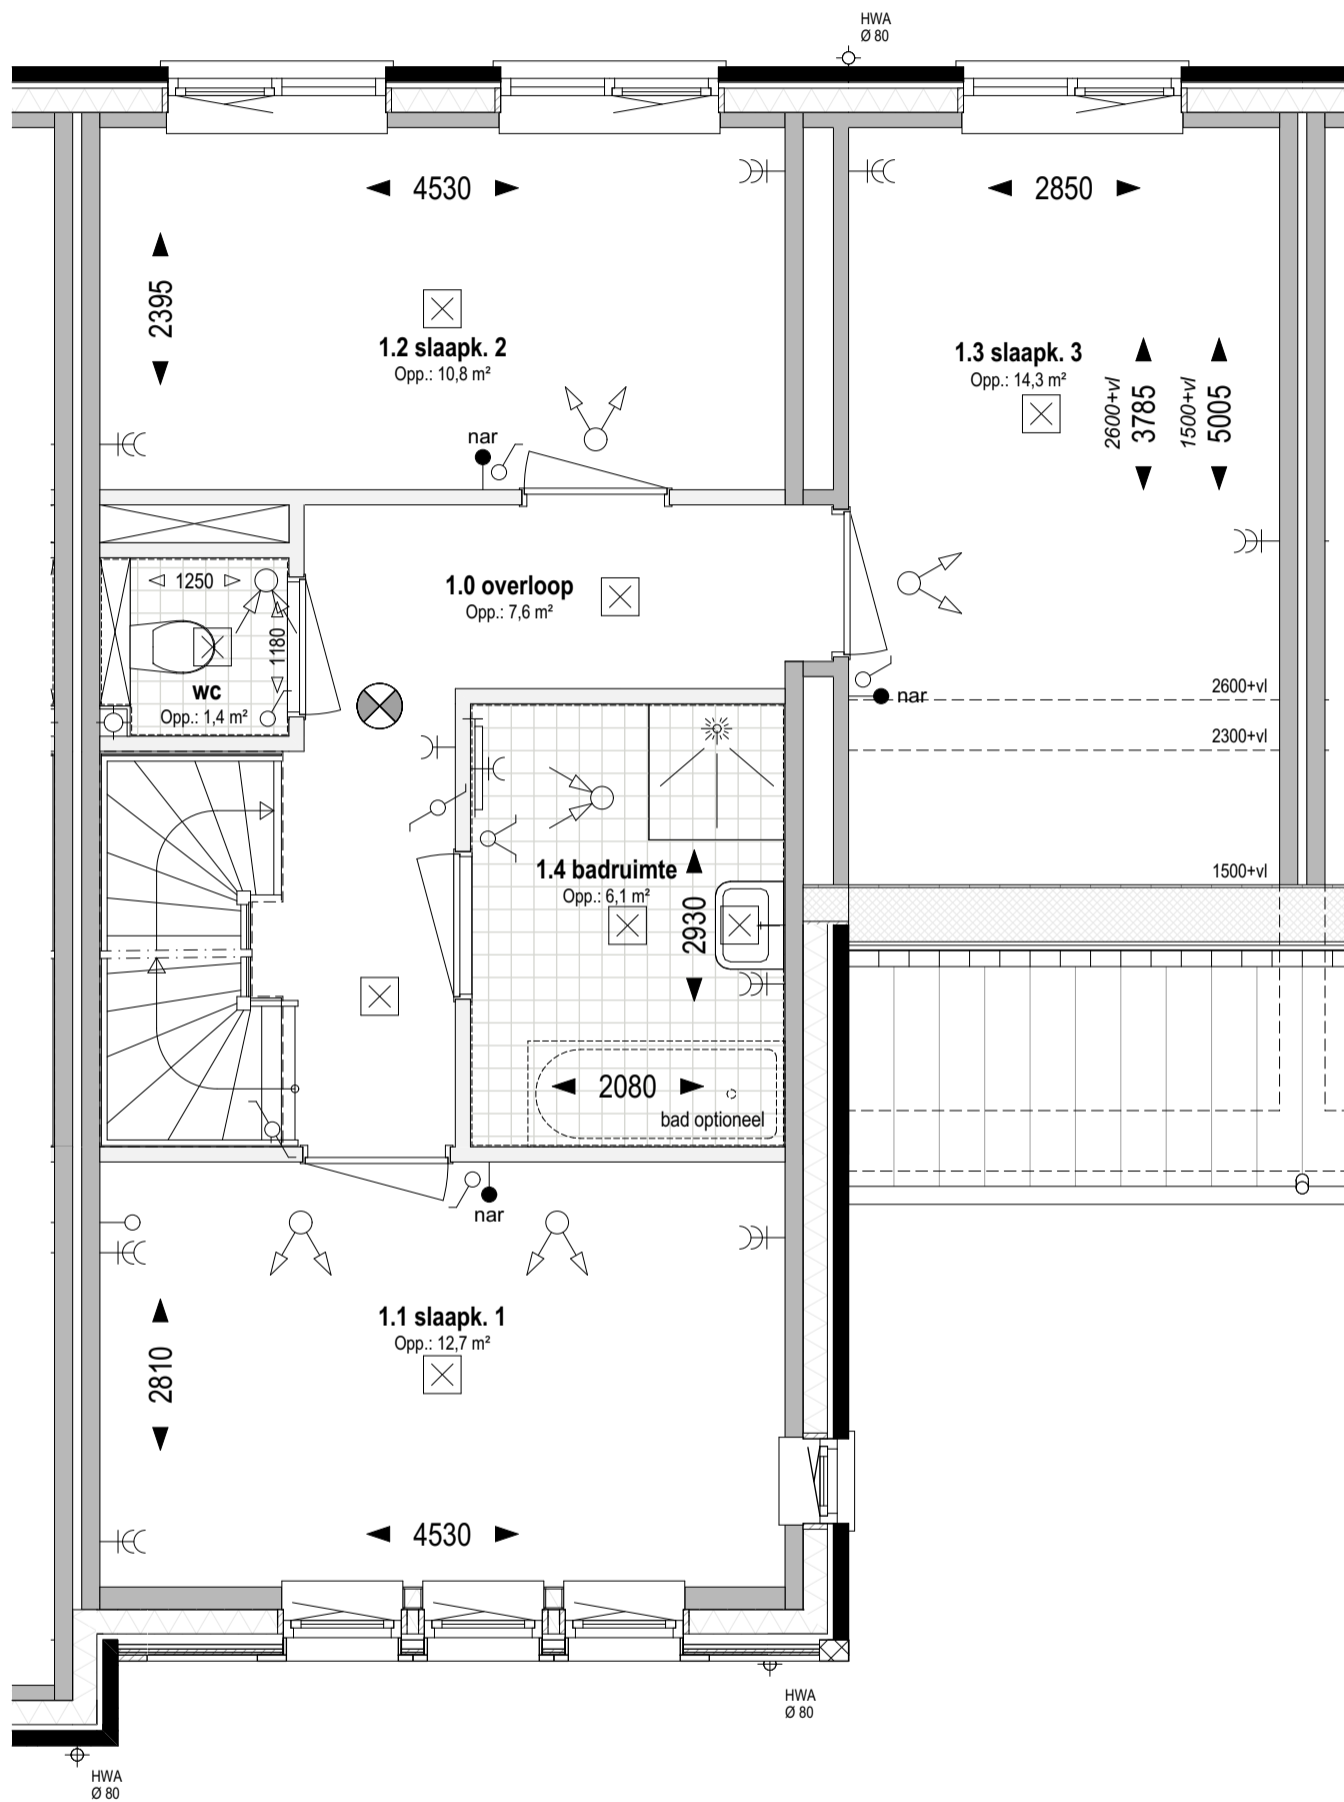 HWA
Ø 80
4530
2850
2395
1.2 slaapk. 2
Opp.: 10,8 m²
1.3 slaapk. 3
Opp.: 14,3 m²
2600+vl
3785
1500+vl
5005
nar
1250
1180
wc
Opp.: 1,4 m²
1.0 overloop
Opp.: 7,6 m²
nar
2600+vl
2300+vl
1500+vl
1.4 badruimte
Opp.: 6,1 m²
2930
2080
bad optioneel
nar
1.1 slaapk. 1
Opp.: 12,7 m²
2810
4530
HWA
Ø 80
HWA
Ø 80